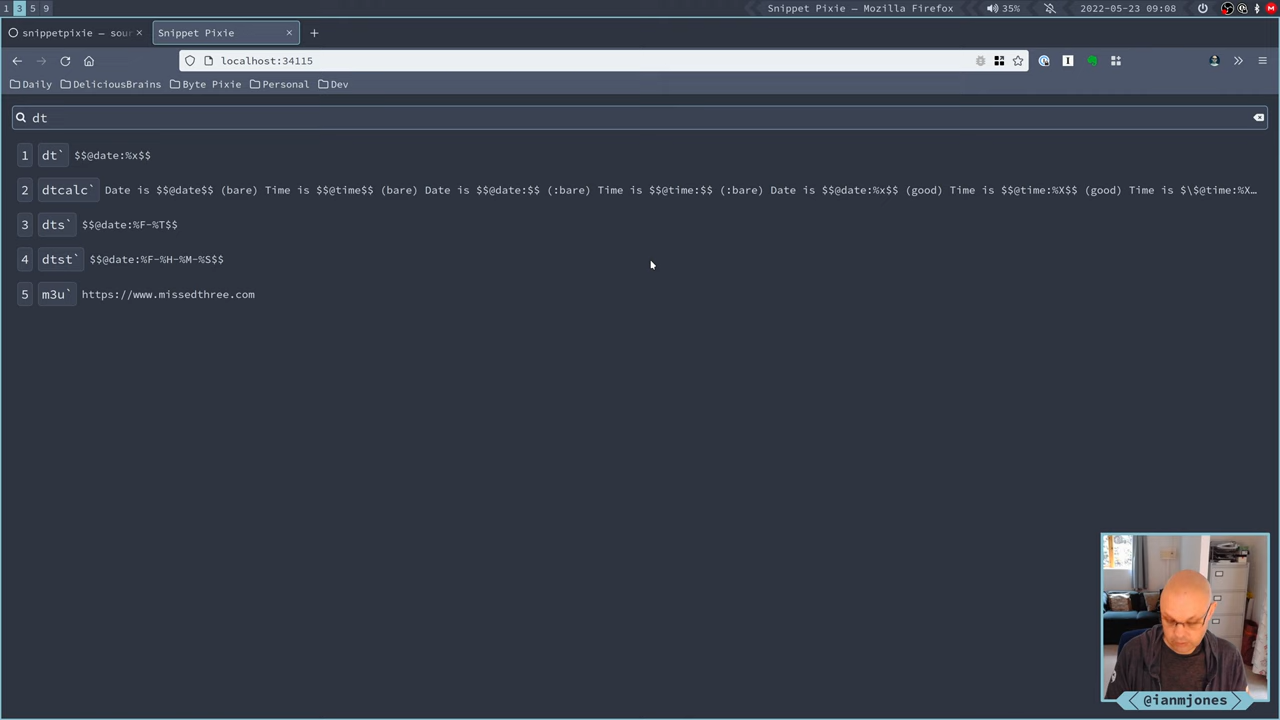 1 3 5 9 Snippet Pixie — Mozilla Firefox 35% 2022-05-23 09:08
snippetpixie — sour Snippet Pixie
localhost:34115
Daily DeliciousBrains Byte Pixie Personal Dev
dt
1 dt` $$@date:%x$$
2 dtcalc` Date is $$@date$$ (bare) Time is $$@time$$ (bare) Date is $$@date:$$ (:bare) Time is $$@time:$$ (:bare) Date is $$@date:%x$$ (good) Time is $$@time:%X$$ (good) Time is $\$@time:%X…
3 dts` $$@date:%F-%T$$
4 dtst` $$@date:%F-%H-%M-%S$$
5 m3u` https://www.missedthree.com
@ianmjones